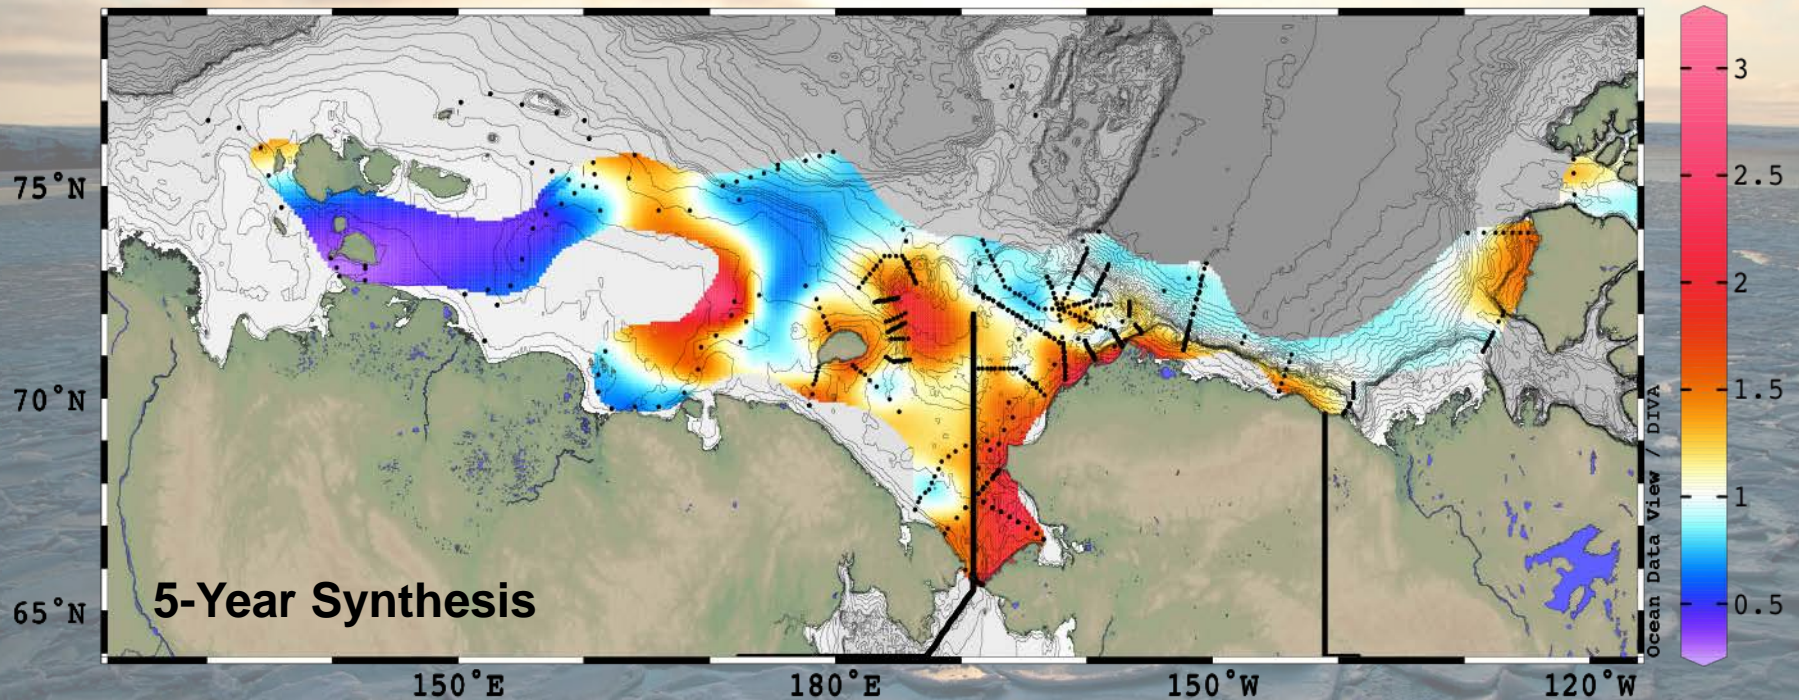 75˚N
70˚N
65˚N
150˚E
180˚E
150˚W
120˚W
5-Year Synthesis
Ocean Data View / DIVA
3
2.5
2
1.5
1
0.5